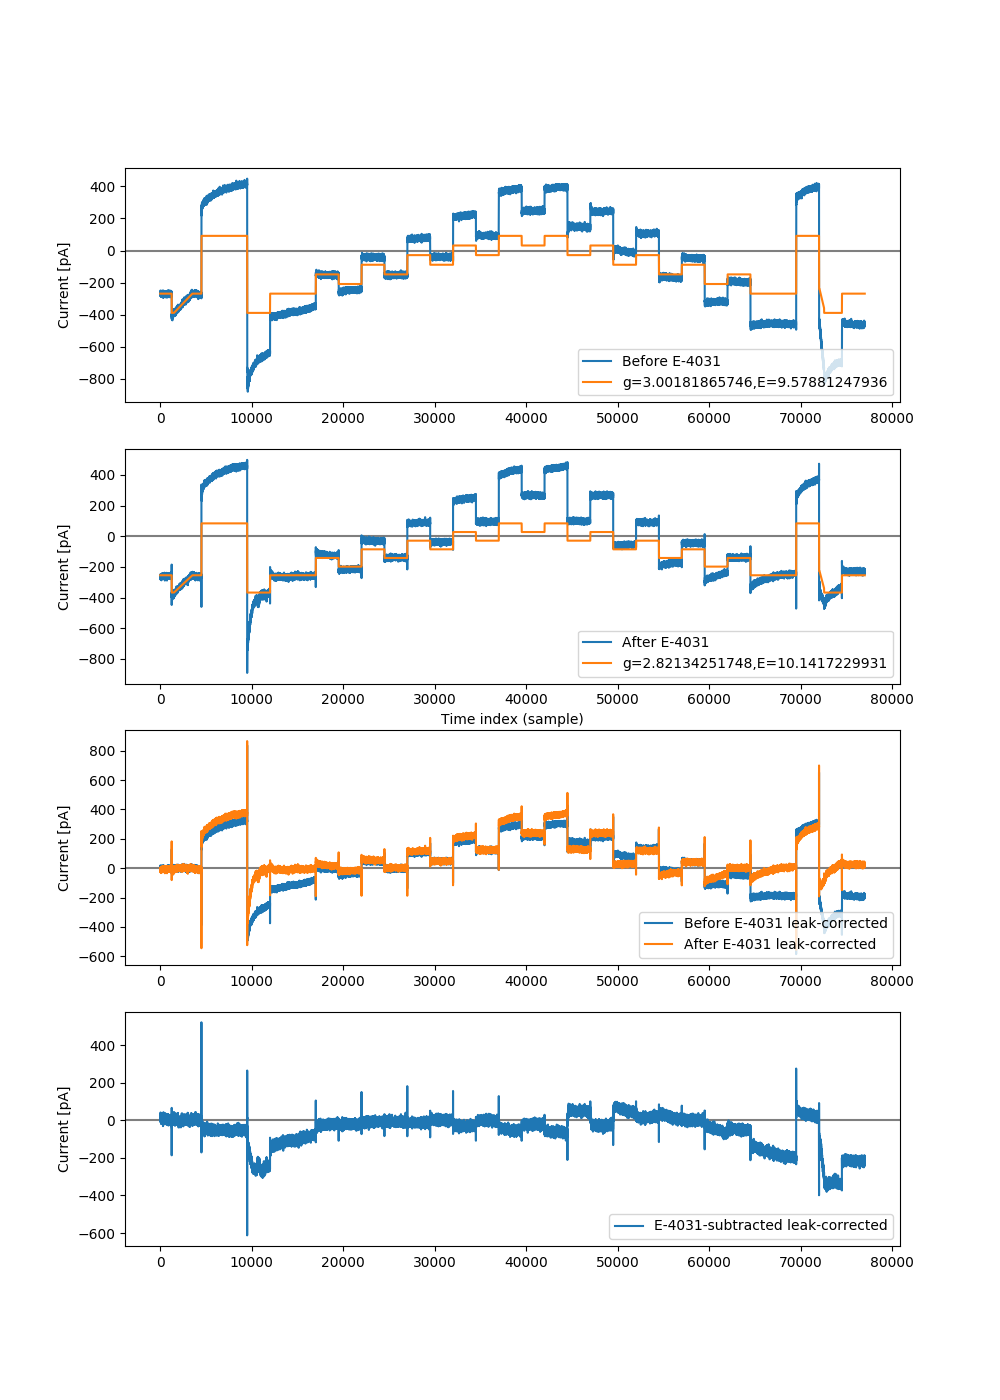 400
200
0
−200
−400
−600
−800
Current [pA]
Before E-4031
g=3.00181865746,E=9.57881247936
0 10000 20000 30000 40000 50000 60000 70000 80000
400
200
0
−200
−400
−600
−800
Current [pA]
After E-4031
g=2.82134251748,E=10.1417229931
0 10000 20000 30000 40000 50000 60000 70000 80000
Time index (sample)
800
600
400
200
0
−200
−400
−600
Current [pA]
Before E-4031 leak-corrected
After E-4031 leak-corrected
0 10000 20000 30000 40000 50000 60000 70000 80000
400
200
0
−200
−400
−600
Current [pA]
E-4031-subtracted leak-corrected
0 10000 20000 30000 40000 50000 60000 70000 80000